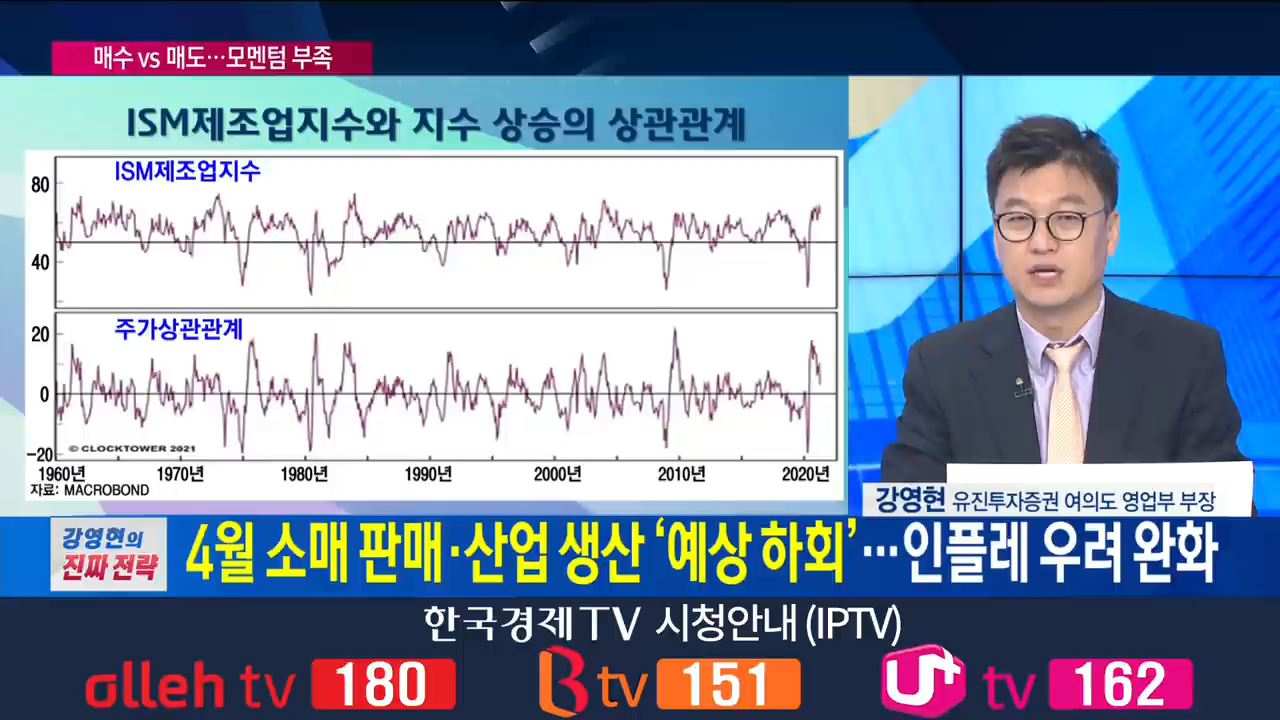 매수 vs 매도…모멘텀 부족
ISM제조업지수와 지수 상승의 상관관계
ISM제조업지수
80
40
주가상관관계
20
0
-20
© CLOCKTOWER 2021
1960년 1970년 1980년 1990년 2000년 2010년 2020년
자료: MACROBOND
강영현 유진투자증권 여의도 영업부 부장
강영현의
진짜 전략
4월 소매 판매·산업 생산 ‘예상 하회’…인플레 우려 완화
한국경제TV 시청안내 (IPTV)
olleh tv 180 B tv 151 U+ tv 162